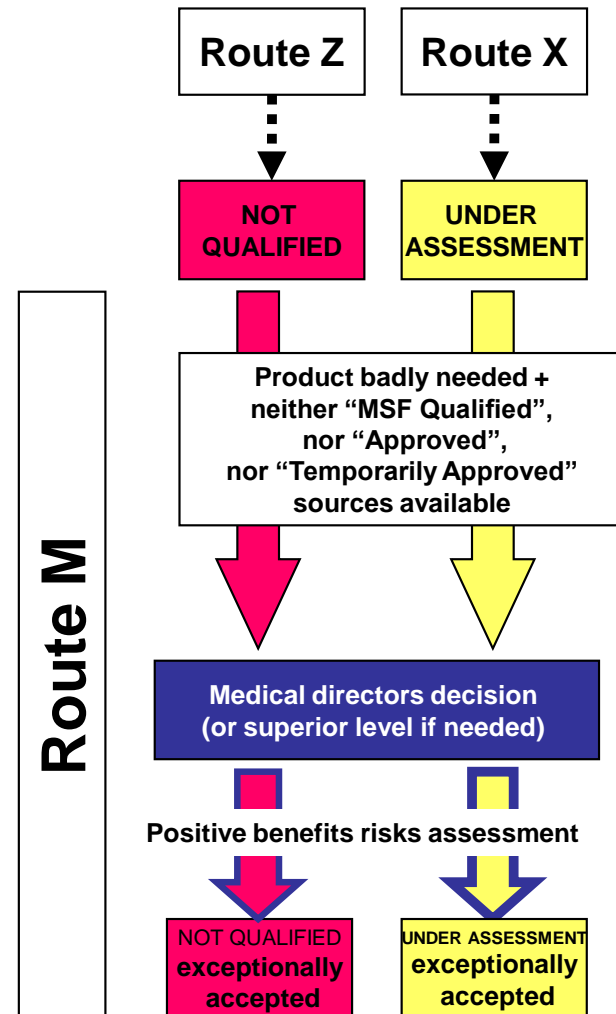 Route Z
Route X
NOT
QUALIFIED
UNDER
ASSESSMENT
Product badly needed +
neither “MSF Qualified”,
nor “Approved”,
nor “Temporarily Approved”
sources available
Route M
Medical directors decision
(or superior level if needed)
Positive benefits risks assessment
NOT QUALIFIED
exceptionally
accepted
UNDER ASSESSMENT
exceptionally
accepted